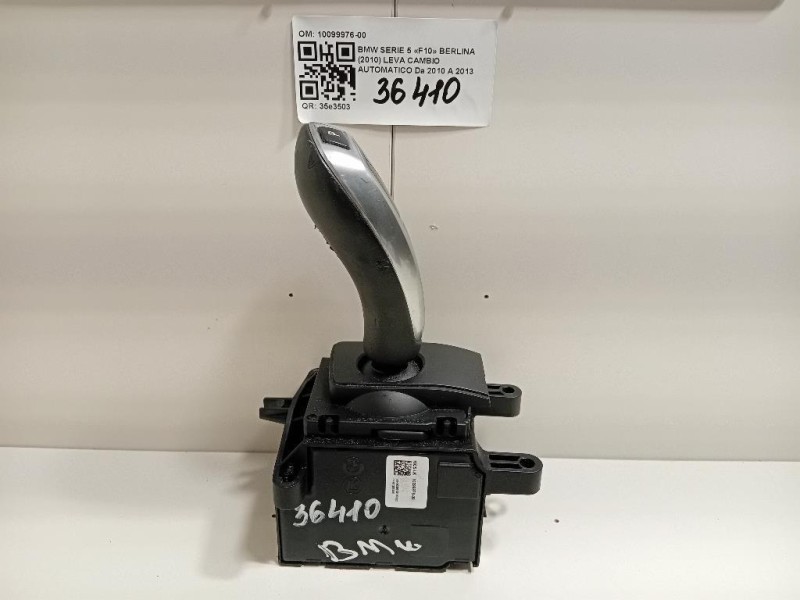 OM: 10099976-00
BMW SERIE 5 «F10» BERLINA
(2010) LEVA CAMBIO
AUTOMATICO Da 2010 A 2013
36410
QR: 35e3503
P
36410
BMW